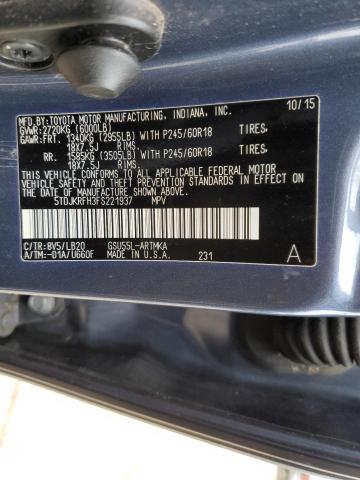 MFD.BY:TOYOTA MOTOR MANUFACTURING, INDIANA, INC. 10/15
GVWR:2720KG (6000LB)
GAWR:FRT. 1340KG (2955LB) WITH P245/60R18 TIRES,
18X7.5J RIMS.
RR. 1585KG (3505LB) WITH P245/60R18 TIRES,
18X7.5J RIMS.
THIS VEHICLE CONFORMS TO ALL APPLICABLE FEDERAL MOTOR
VEHICLE SAFETY STANDARDS IN EFFECT ON THE DATE OF
MANUFACTURE SHOWN ABOVE.
5TDJKRFH3FS221937 MPV
C/TR:8V5/LB20 GSU55L-ARTMKA
A/TM:-01A/U660F MADE IN U.S.A. 231 A